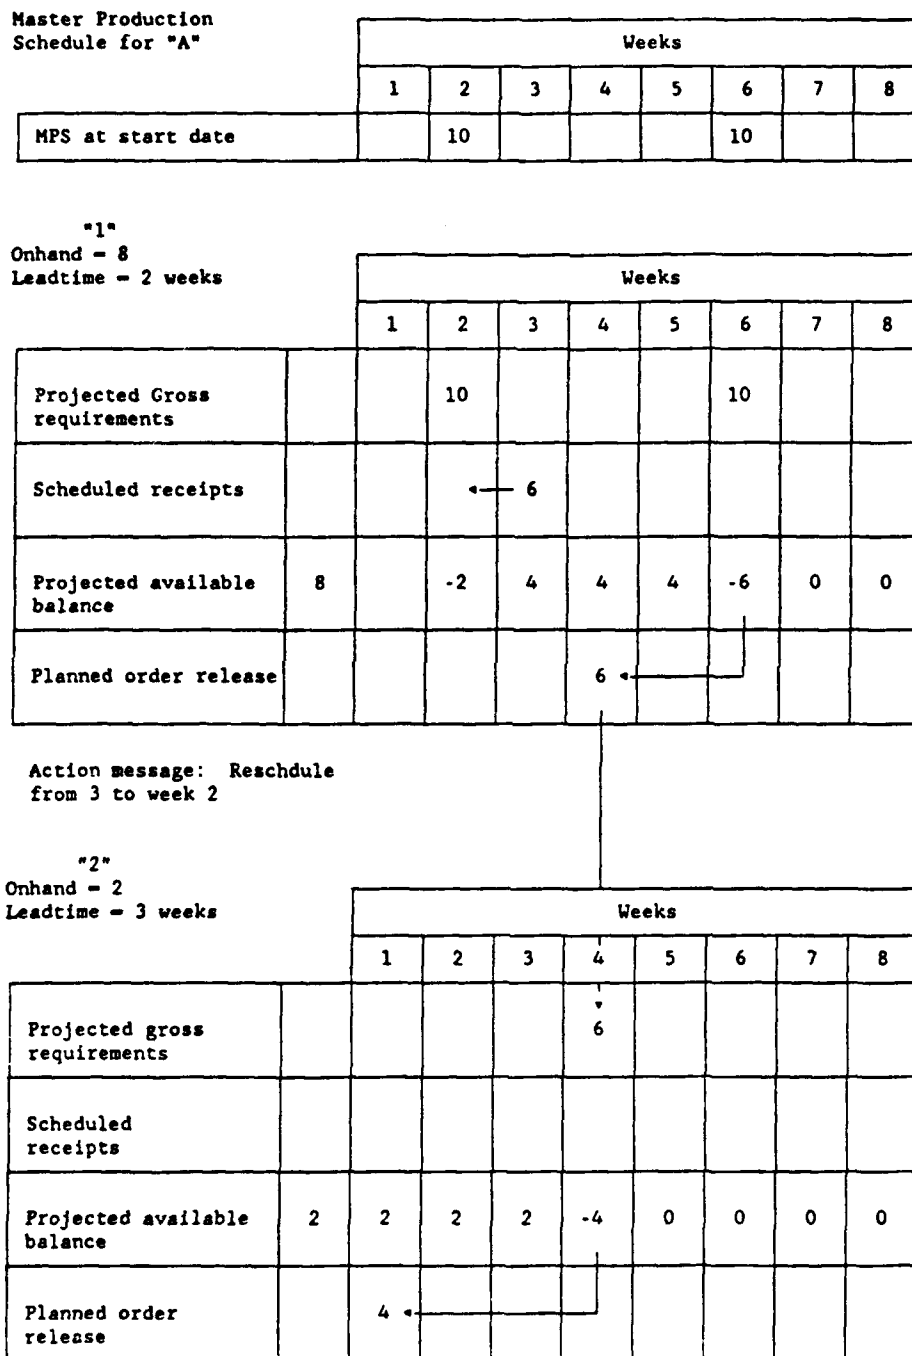 Master Production
Schedule for "A"
Weeks
1 2 3 4 5 6 7 8
MPS at start date 10 10
"1"
Onhand = 8
Leadtime = 2 weeks
Weeks
1 2 3 4 5 6 7 8
Projected Gross
requirements 10 10
Scheduled receipts 6
Projected available
balance 8 -2 4 4 4 -6 0 0
Planned order release 6
Action message: Reschdule
from 3 to week 2
"2"
Onhand = 2
Leadtime = 3 weeks
Weeks
1 2 3 4 5 6 7 8
Projected gross
requirements 6
Scheduled
receipts
Projected available
balance 2 2 2 2 -4 0 0 0 0
Planned order
release 4